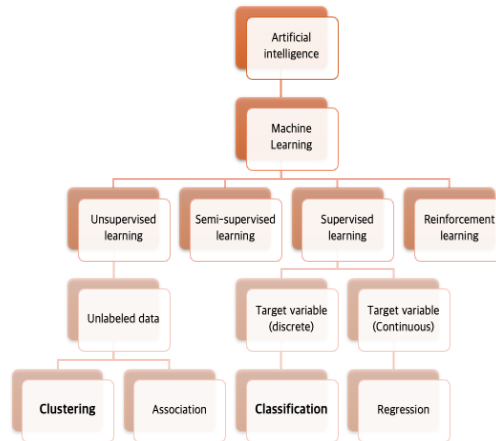 Artificial
intelligence
Machine
Learning
Unsupervised
learning
Semi-supervised
learning
Supervised
learning
Reinforcement
learning
Unlabeled data
Target variable
(discrete)
Target variable
(Continuous)
Clustering
Association
Classification
Regression